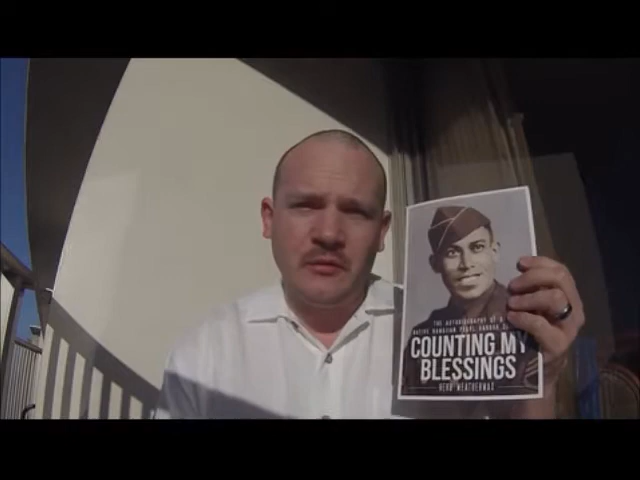 THE AUTOBIOGRAPHY OF A
NATIVE HAWAIIAN PEARL HARBOR
COUNTING MY
BLESSINGS
HERB WEATHERWAX